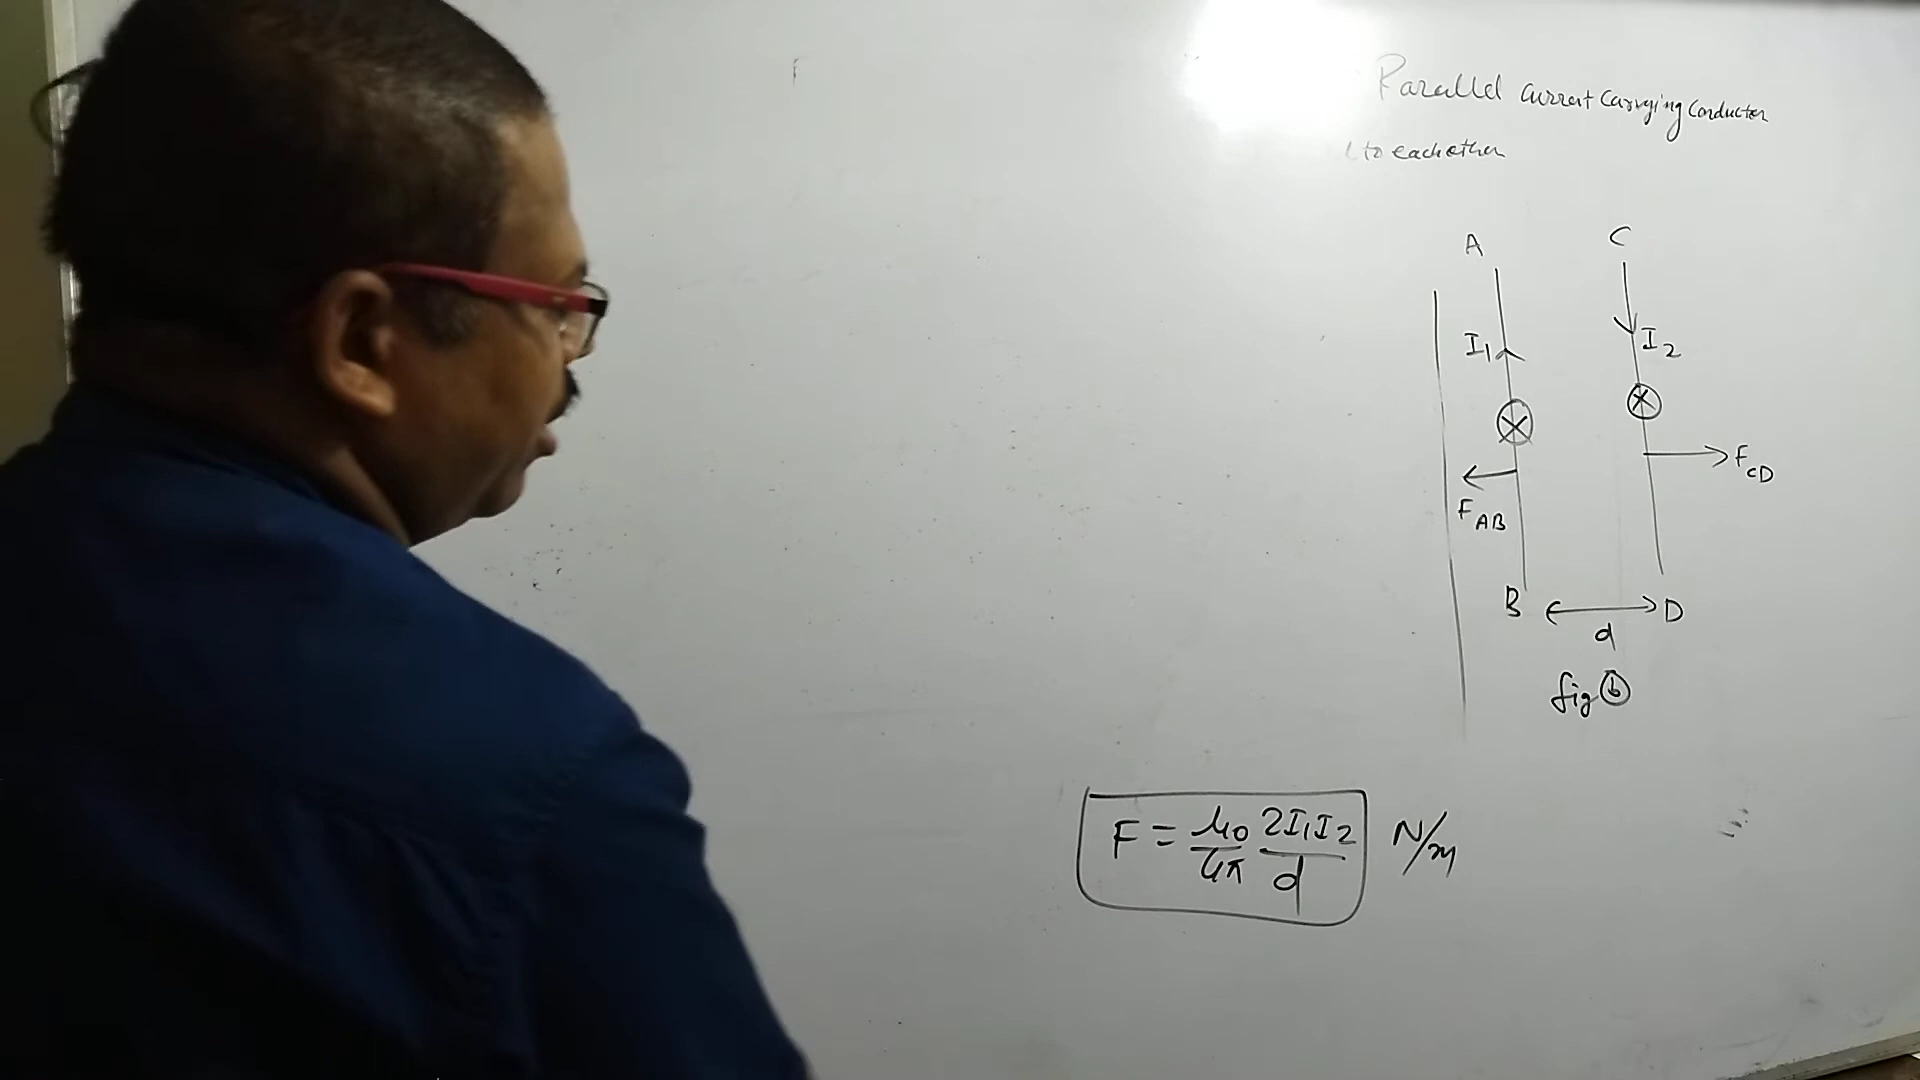 Parallel current carrying conductor
to each other
A
C
I1
I2
FCD
FAB
B
D
d
fig b
F = μ0/4π 2I1I2/d N/m